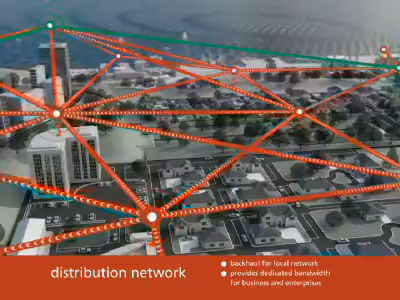 distribution network
backhaul for local network
provides dedicated bandwidth
for business and enterprises